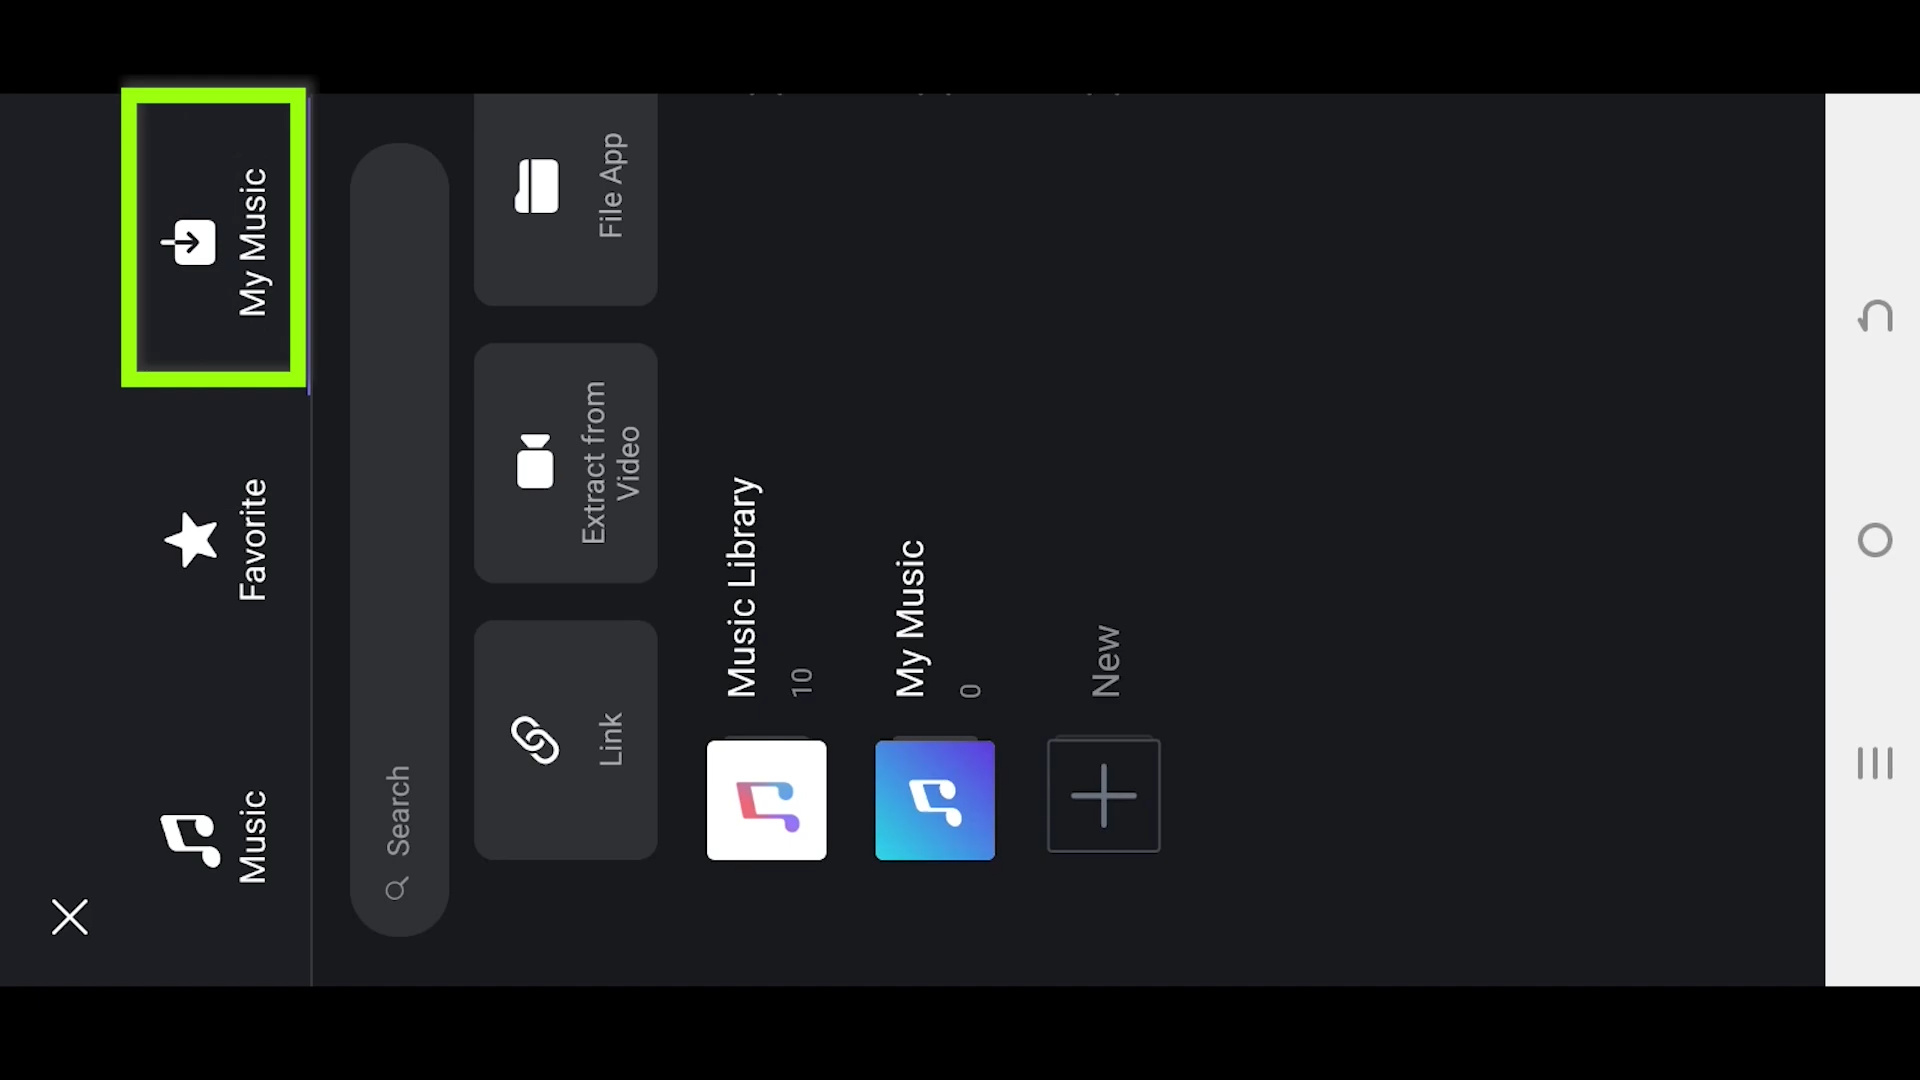 Music
Favorite
My Music
Search
Link
Extract from
Video
File App
Music Library
10
My Music
0
New